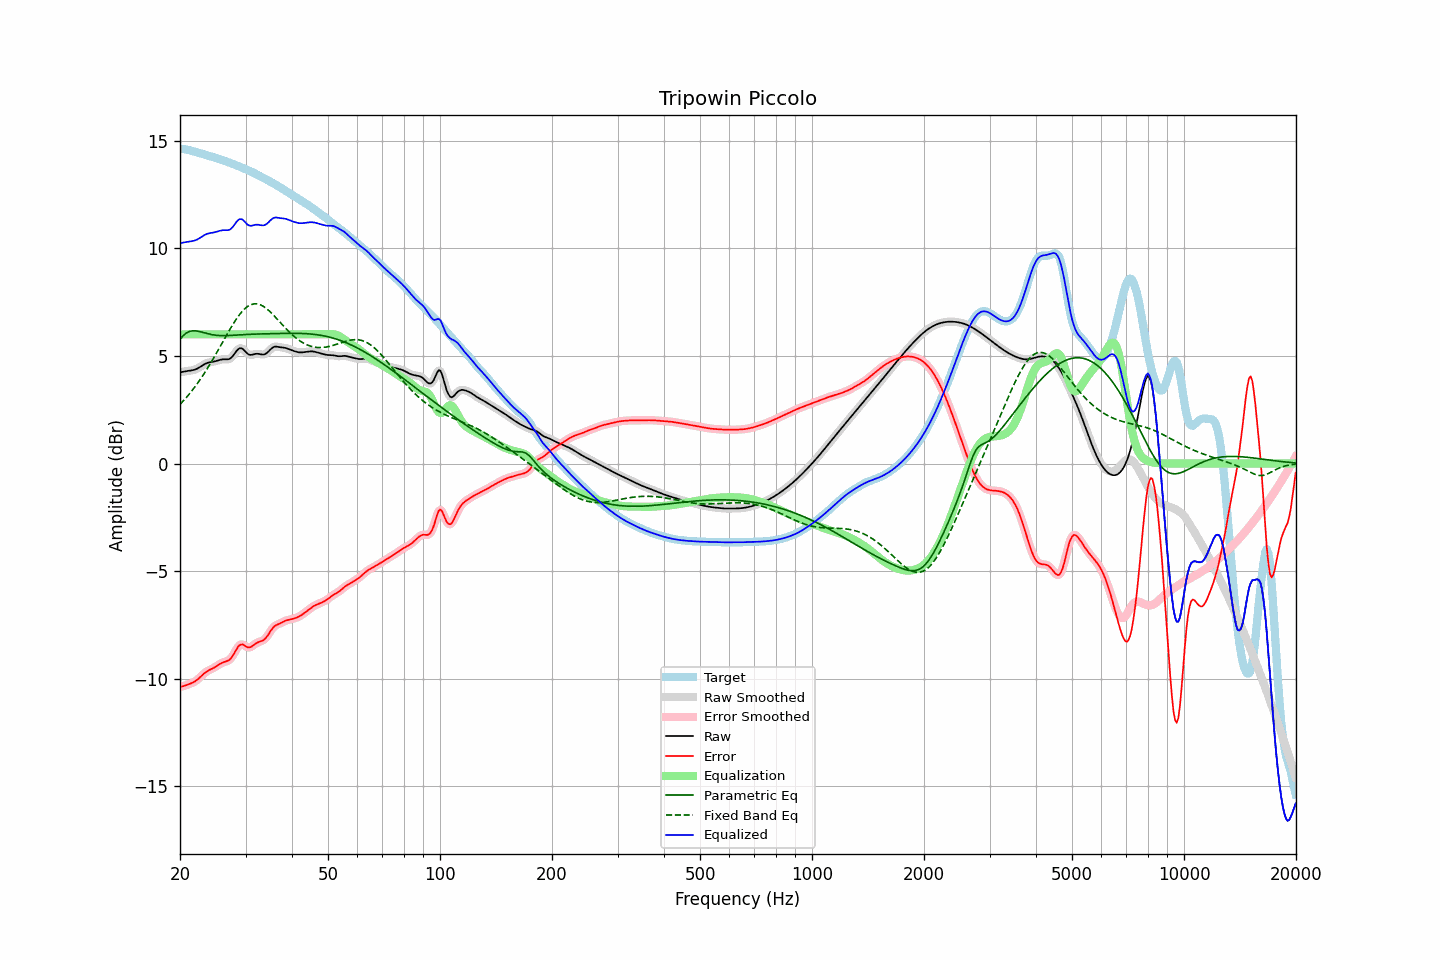 Tripowin Piccolo
15
10
5
0
−5
−10
−15
Amplitude (dBr)
Target
Raw Smoothed
Error Smoothed
Raw
Error
Equalization
Parametric Eq
Fixed Band Eq
Equalized
20 50 100 200 500 1000 2000 5000 10000 20000
Frequency (Hz)